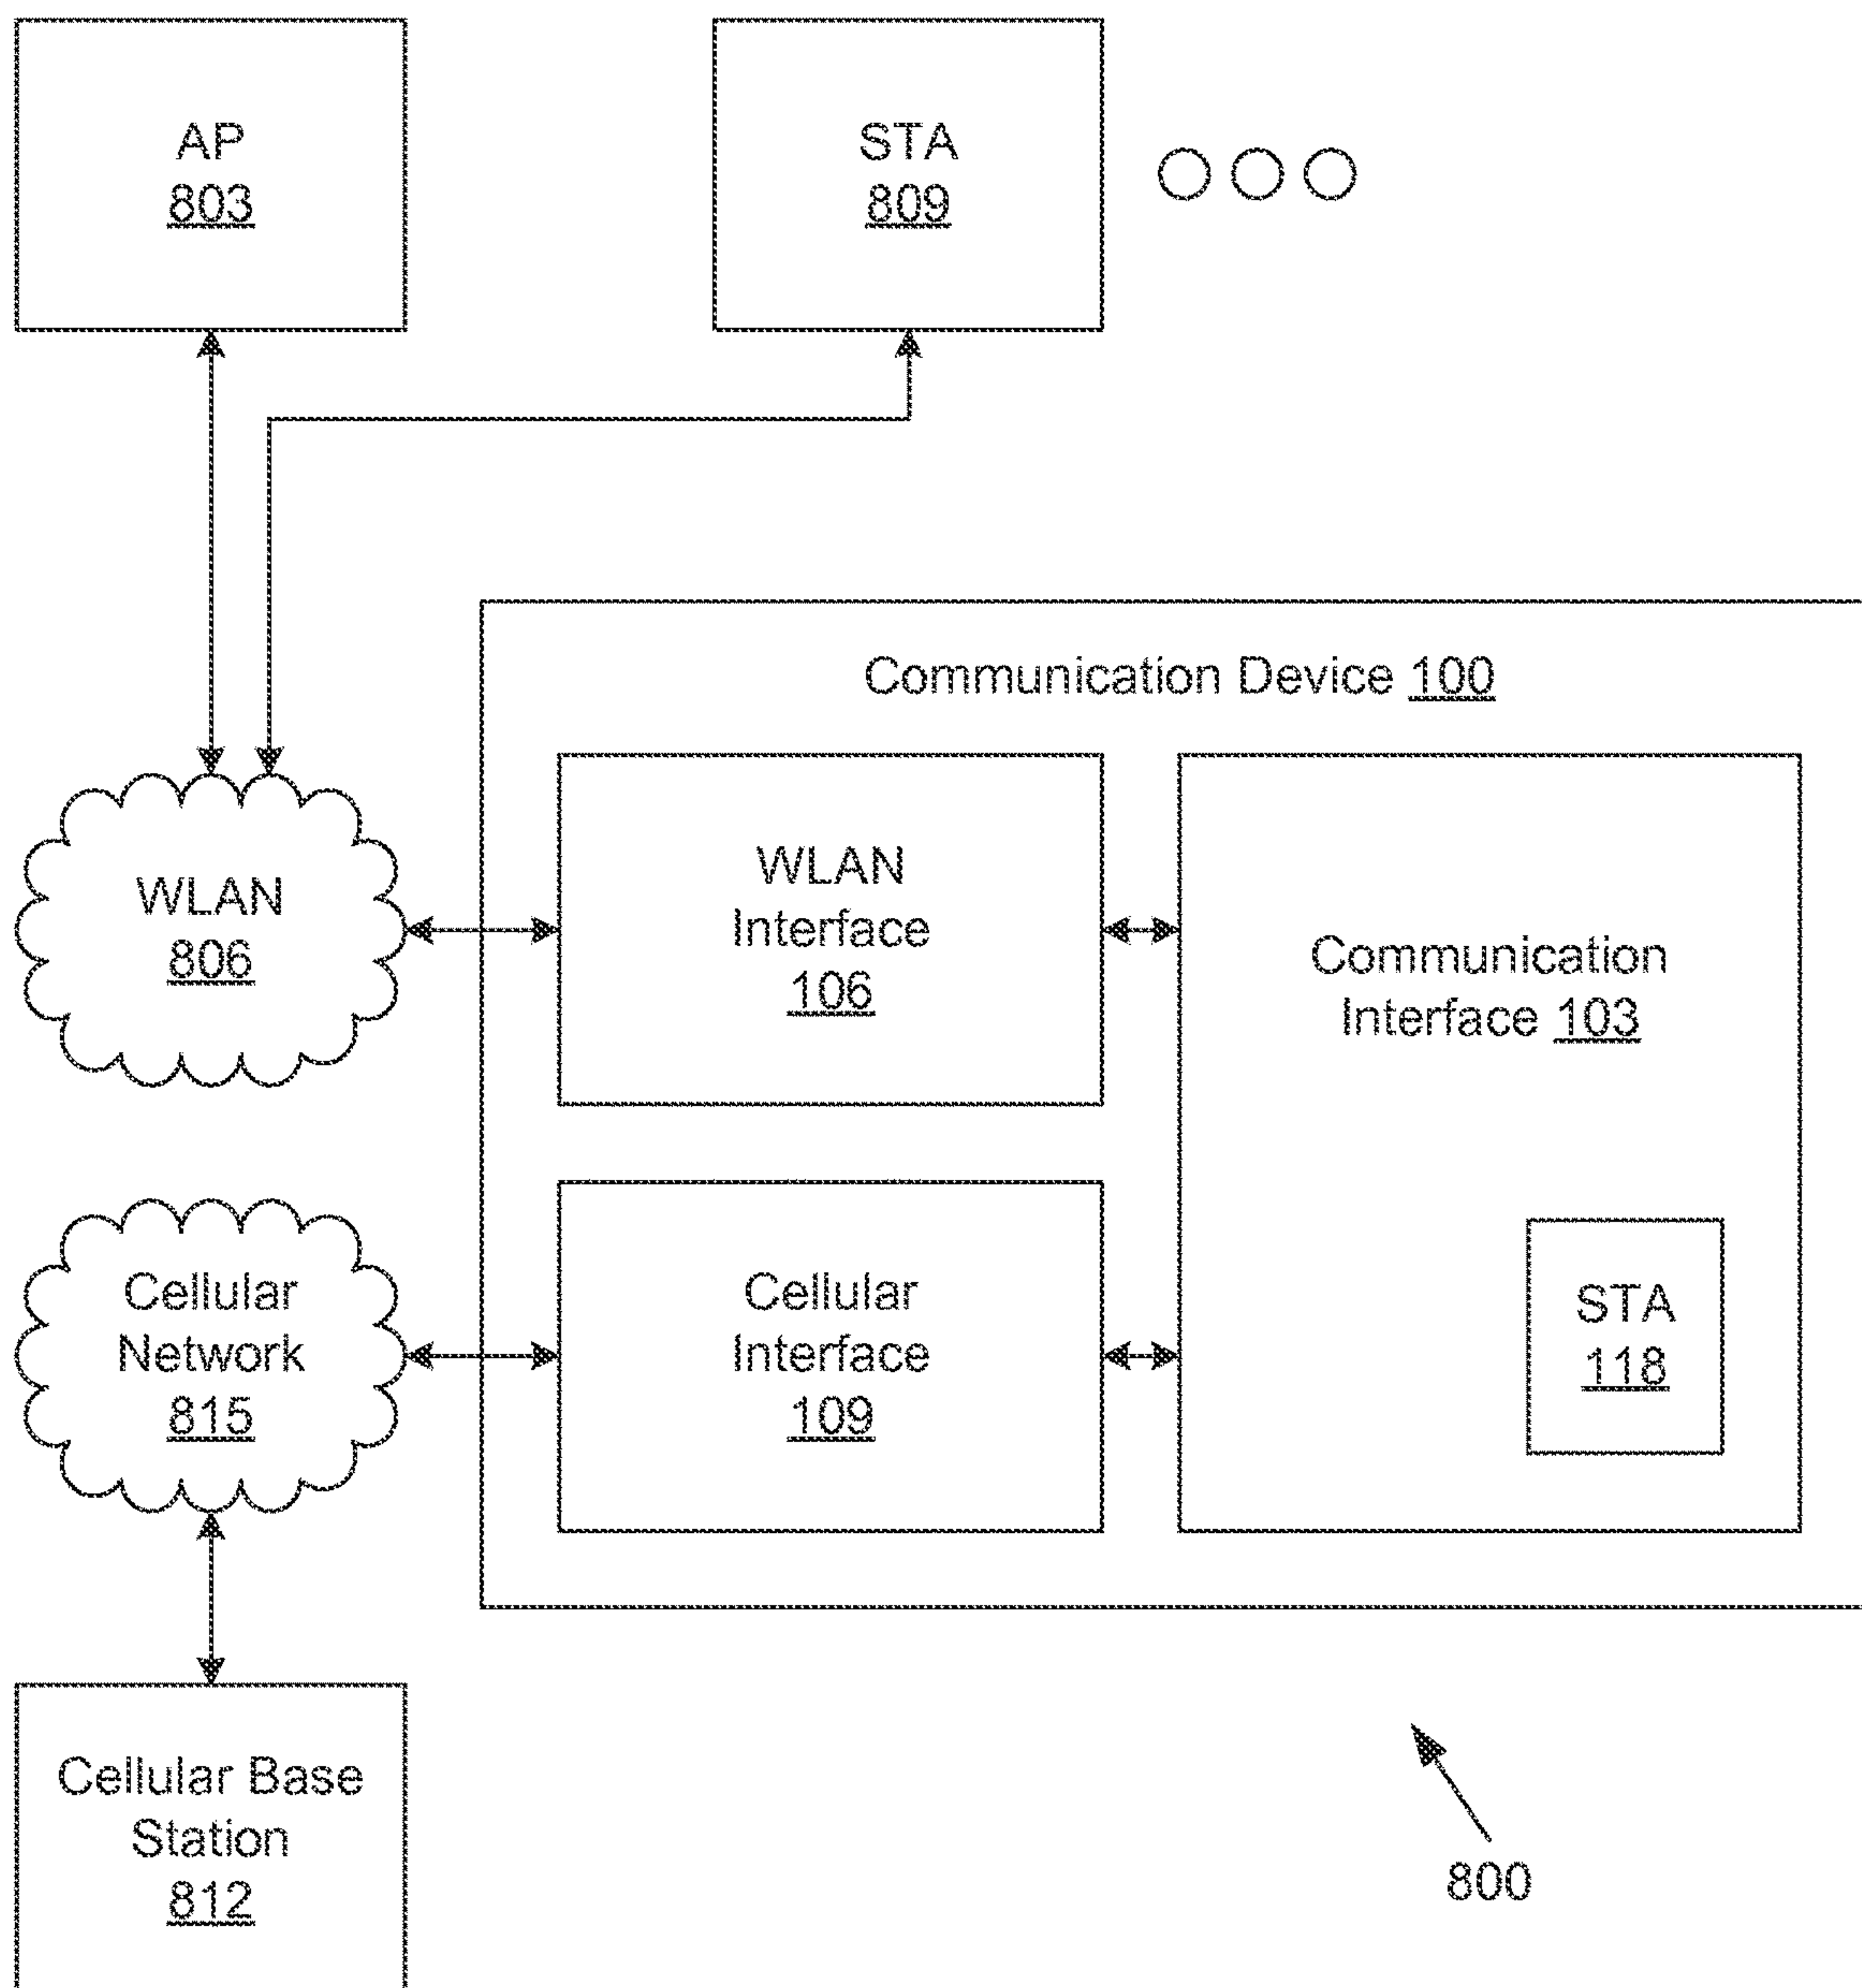 AP
803
STA
809
Communication Device 100
WLAN
806
WLAN
Interface
106
Communication
Interface 103
Cellular
Network
815
Cellular
Interface
109
STA
118
Cellular Base
Station
812
800